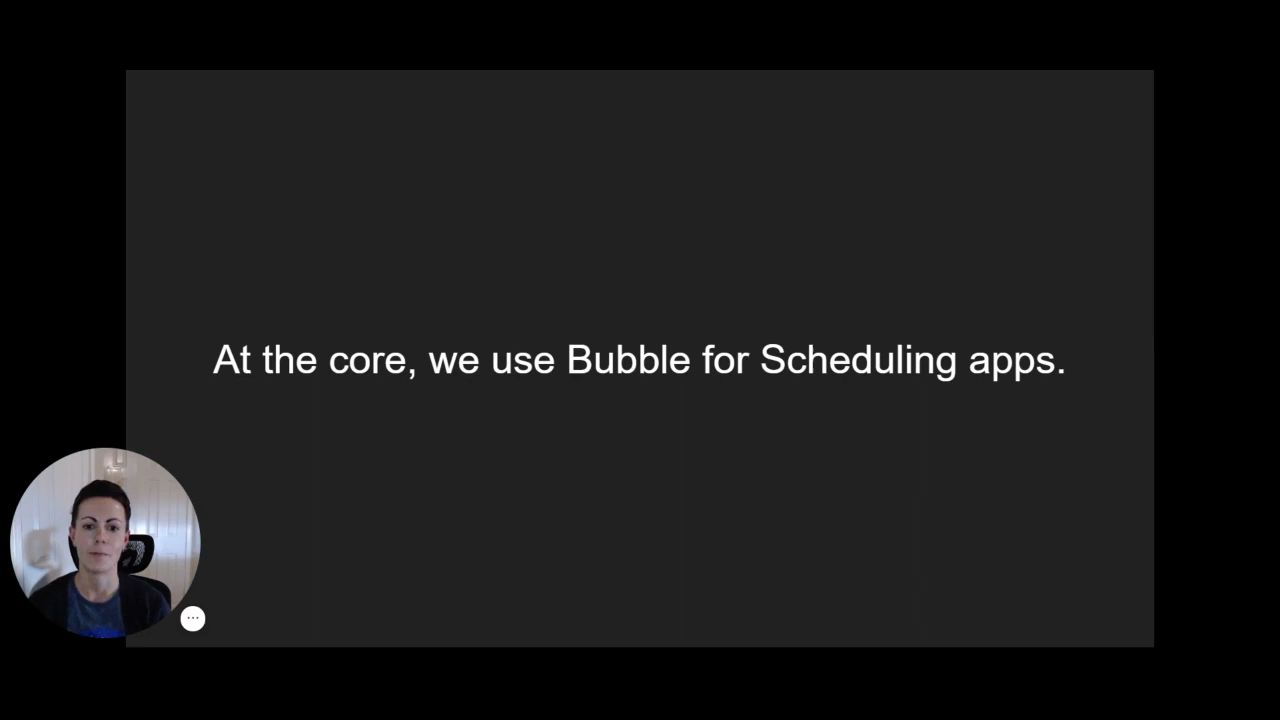 At the core, we use Bubble for Scheduling apps.